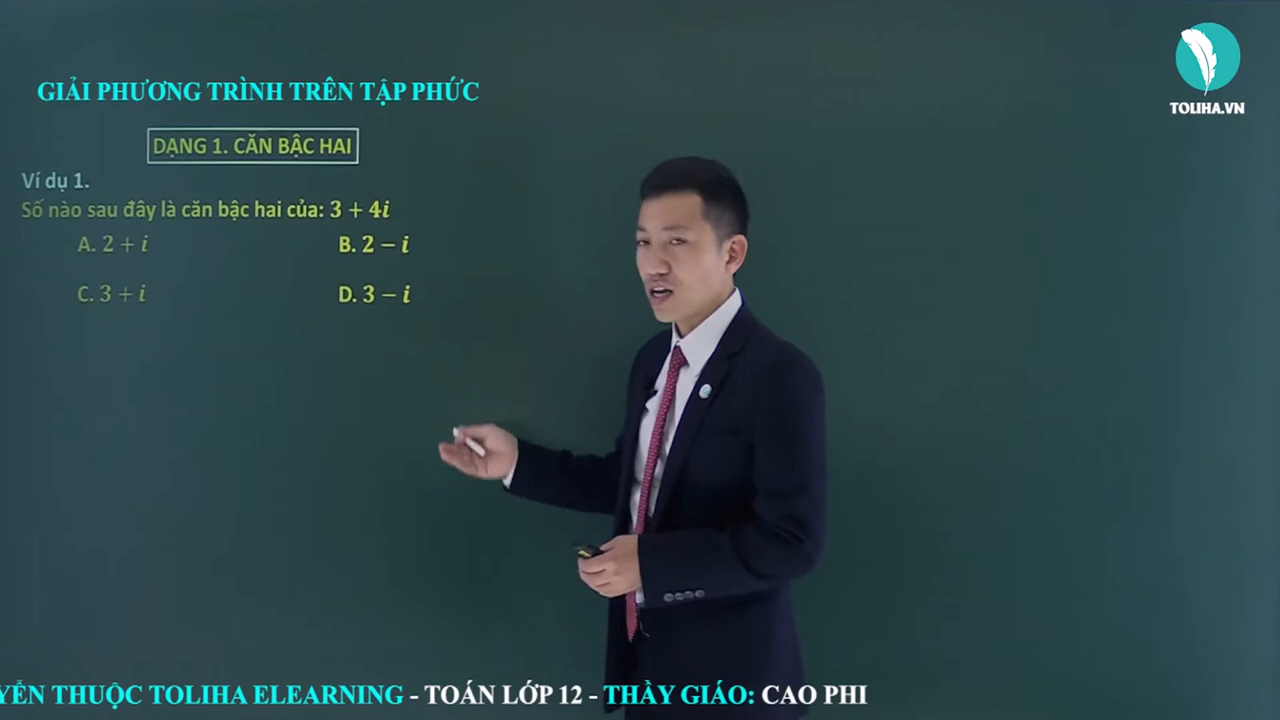 GIẢI PHƯƠNG TRÌNH TRÊN TẬP PHỨC
TOLIHA.VN
DẠNG 1. CĂN BẬC HAI
Ví dụ 1.
Số nào sau đây là căn bậc hai của: 3 + 4i
A. 2 + i B. 2 − i
C. 3 + i D. 3 − i
THUỘC TOLIHA ELEARNING - TOÁN LỚP 12 - THẦY GIÁO: CAO PHI